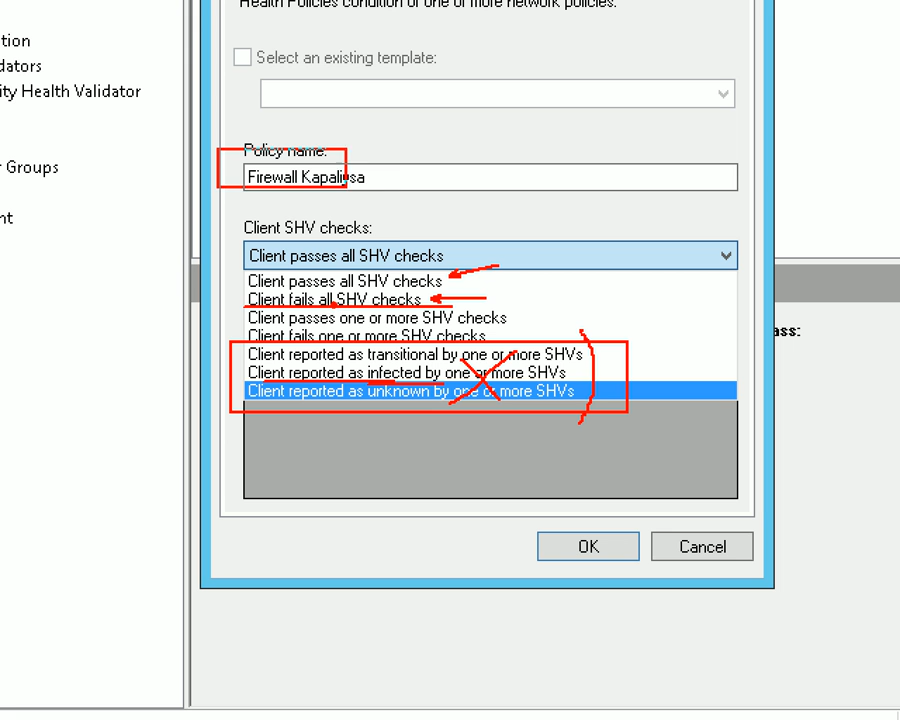 Health Policies condition of one or more network policies.
tion
Select an existing template:
dators
ity Health Validator
Policy name:
r Groups
Firewall Kapaliysa
nt
Client SHV checks:
Client passes all SHV checks
Client passes all SHV checks
Client fails all SHV checks
Client passes one or more SHV checks
Client fails one or more SHV checks
ass:
Client reported as transitional by one or more SHVs
Client reported as infected by one or more SHVs
Client reported as unknown by one or more SHVs
OK
Cancel